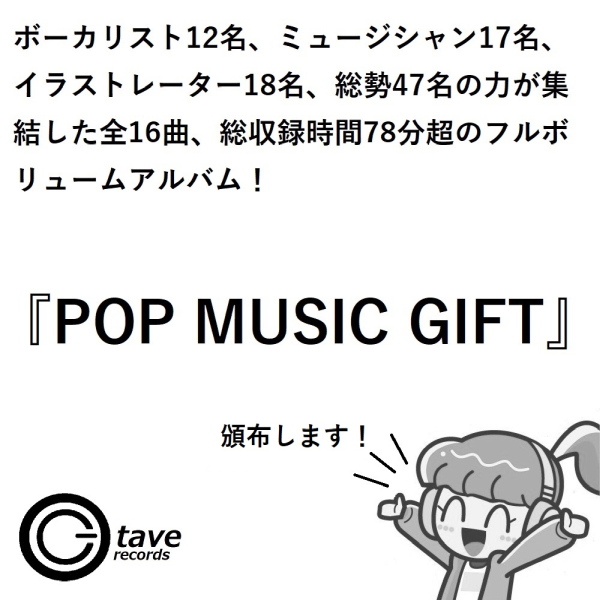 ボーカリスト12名、ミュージシャン17名、
イラストレーター18名、総勢47名の力が集
結した全16曲、総収録時間78分超のフルボ
リュームアルバム！
『POP MUSIC GIFT』
頒布します！
tave
records